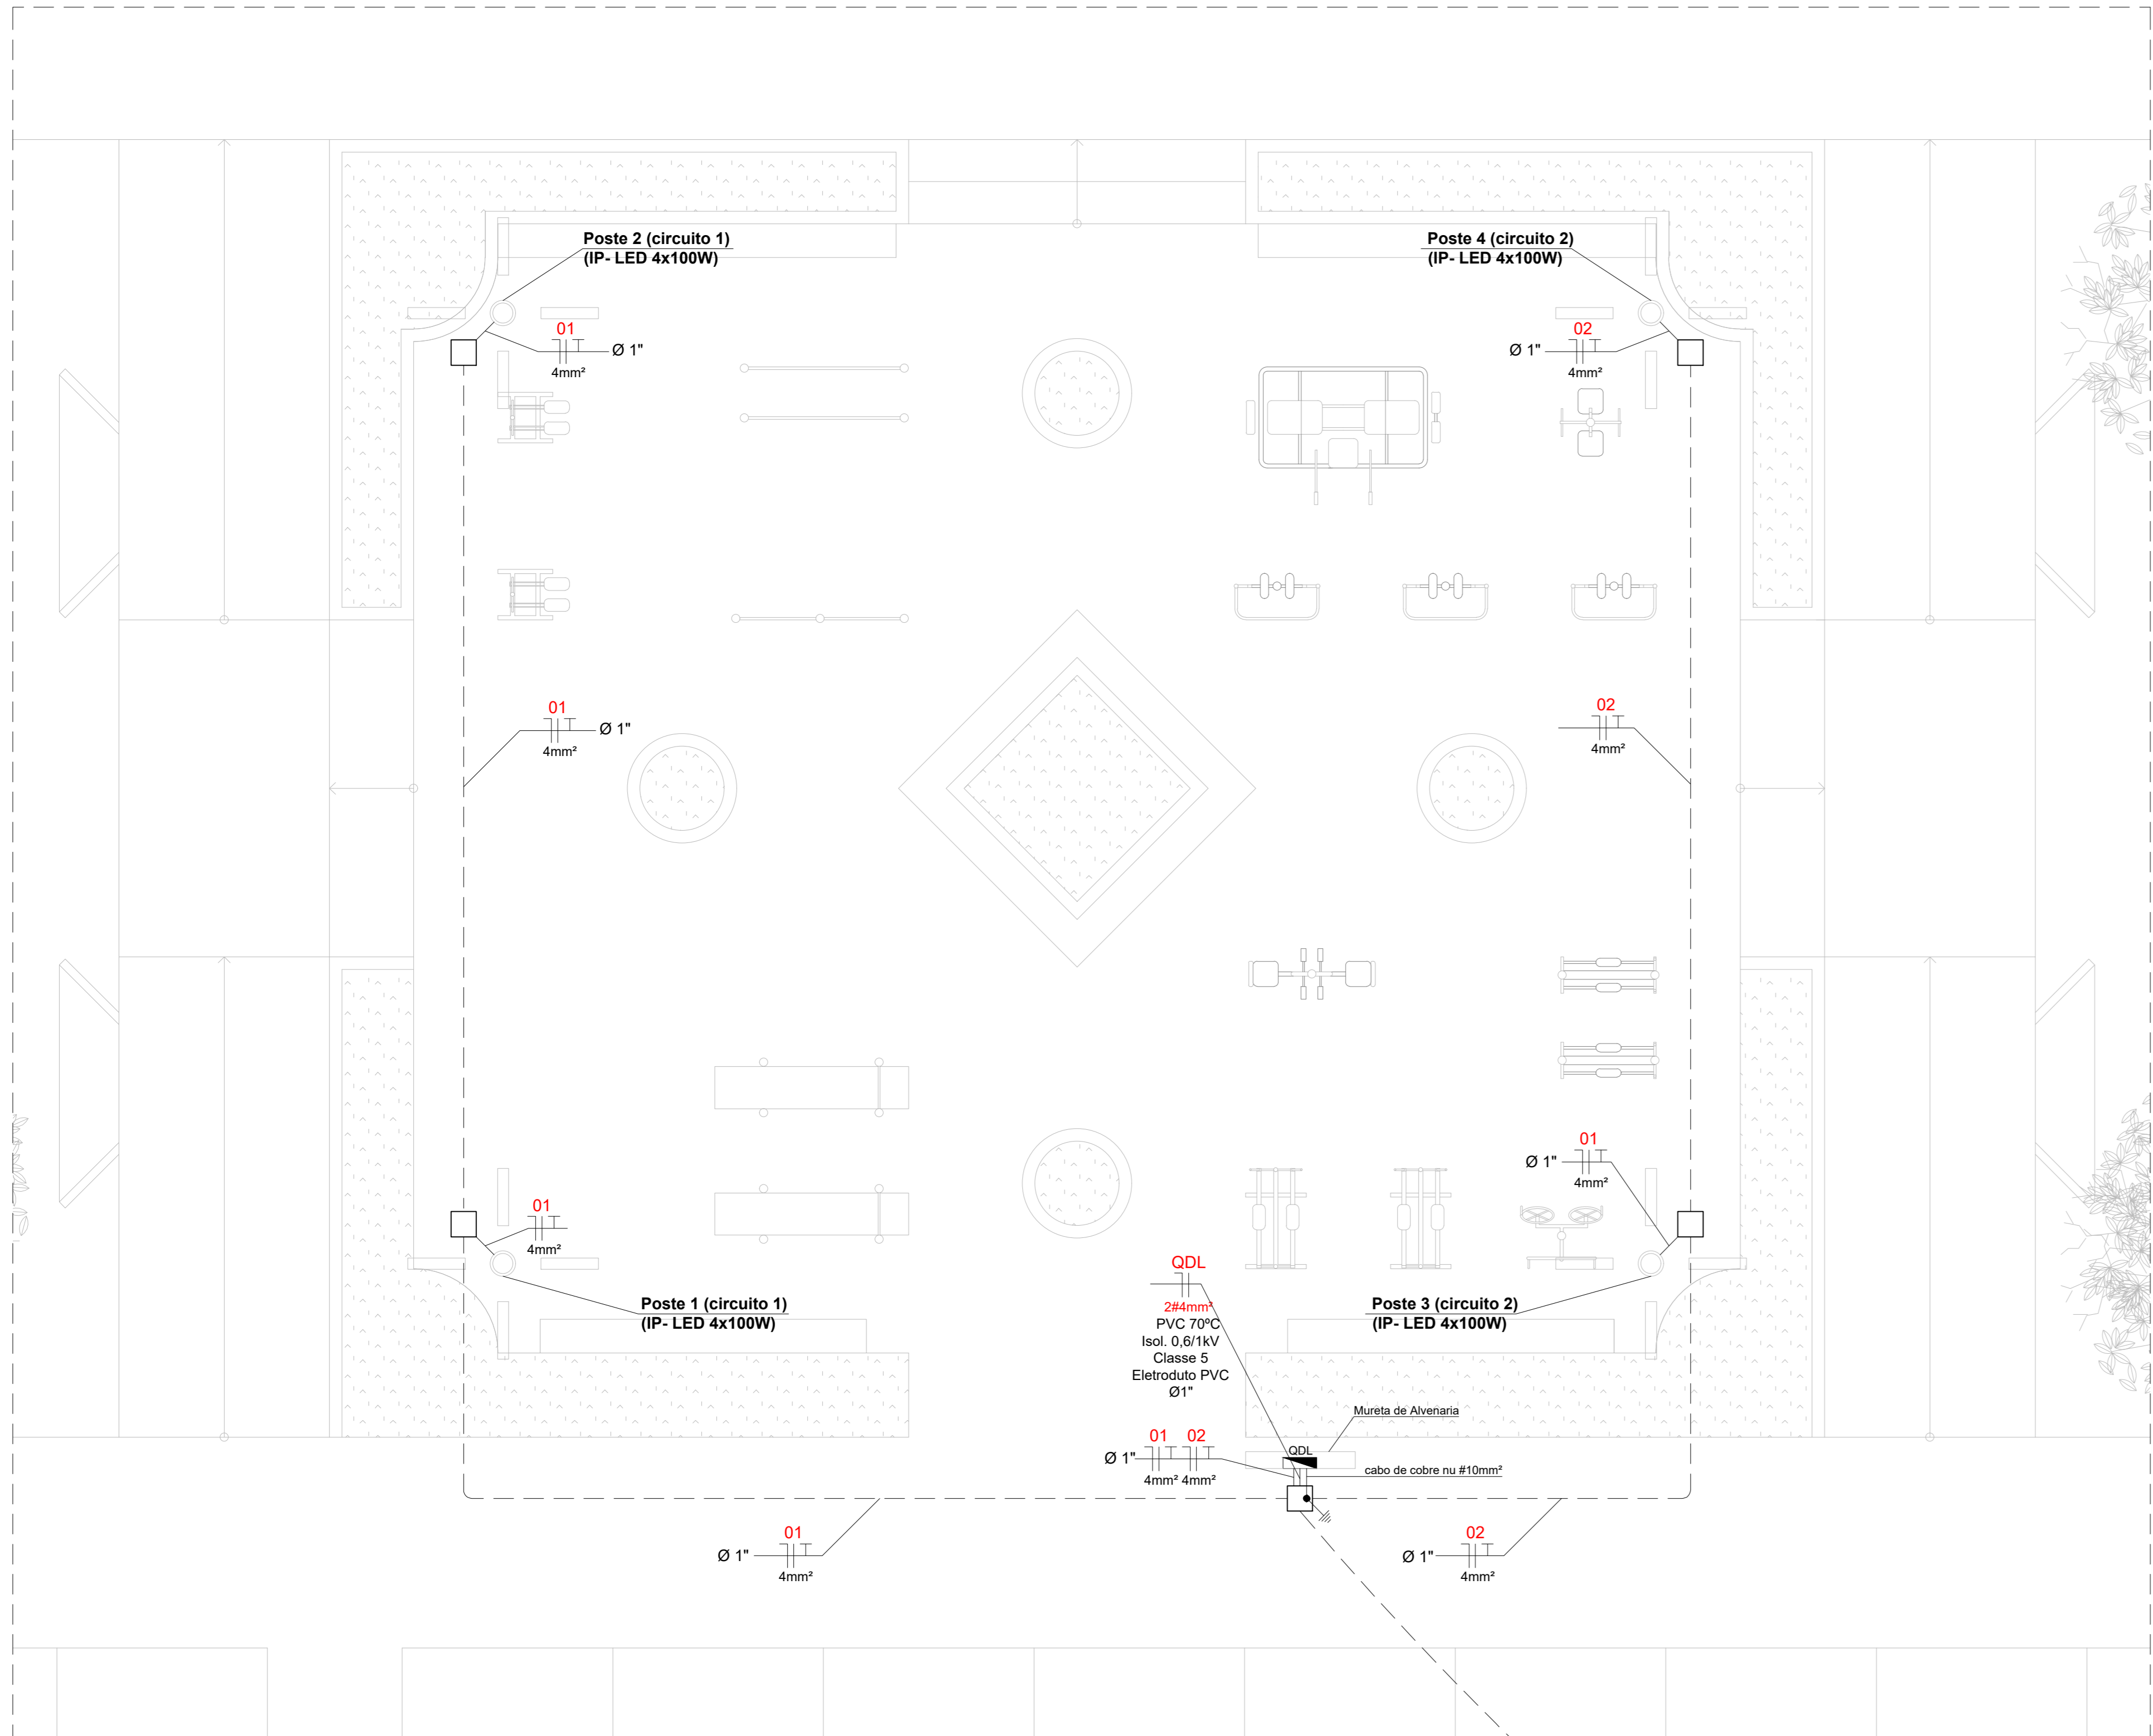 Poste 2 (circuito 1)
(IP- LED 4x100W)
Poste 4 (circuito 2)
(IP- LED 4x100W)
01
Ø 1"
4mm²
02
Ø 1"
4mm²
01
Ø 1"
4mm²
02
4mm²
01
Ø 1"
4mm²
01
4mm²
QDL
2#4mm²
PVC 70ºC
Isol. 0,6/1kV
Classe 5
Eletroduto PVC
Ø1"
Poste 1 (circuito 1)
(IP- LED 4x100W)
Poste 3 (circuito 2)
(IP- LED 4x100W)
Mureta de Alvenaria
01 02
Ø 1"
4mm² 4mm²
QDL
cabo de cobre nu #10mm²
01
Ø 1"
4mm²
02
Ø 1"
4mm²